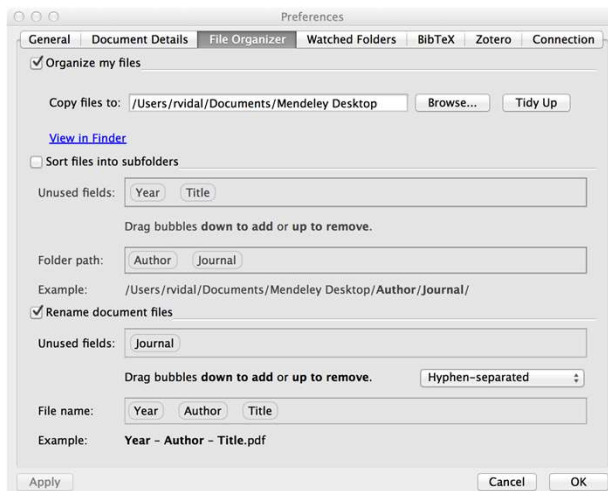 Preferences
General Document Details File Organizer Watched Folders BibTeX Zotero Connection
Organize my files
Copy files to: /Users/rvidal/Documents/Mendeley Desktop Browse... Tidy Up
View in Finder
Sort files into subfolders
Unused fields: Year Title
Drag bubbles down to add or up to remove.
Folder path: Author Journal
Example: /Users/rvidal/Documents/Mendeley Desktop/Author/Journal/
Rename document files
Unused fields: Journal
Drag bubbles down to add or up to remove. Hyphen-separated
File name: Year Author Title
Example: Year - Author - Title.pdf
Apply Cancel OK